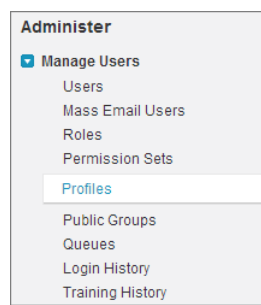 Administer
Manage Users
Users
Mass Email Users
Roles
Permission Sets
Profiles
Public Groups
Queues
Login History
Training History